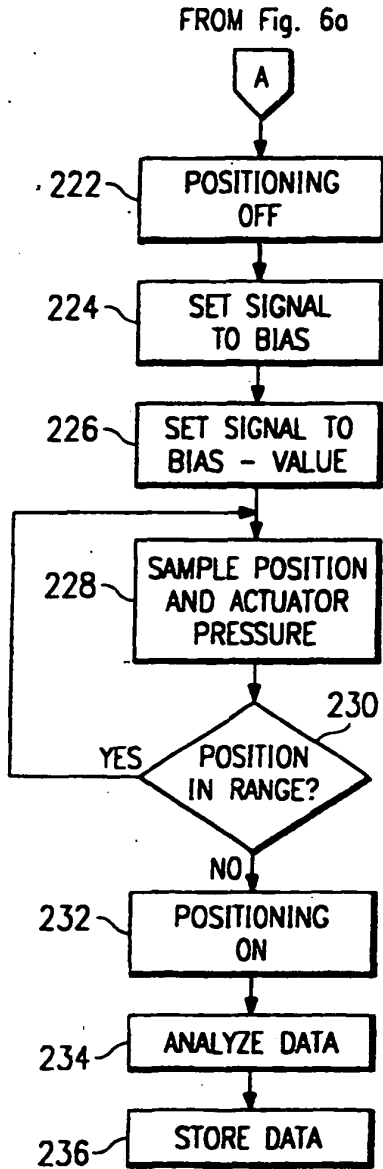 FROM Fig. 6a
A
222
POSITIONING
OFF
224
SET SIGNAL
TO BIAS
226
SET SIGNAL TO
BIAS - VALUE
228
SAMPLE POSITION
AND ACTUATOR
PRESSURE
230
YES
POSITION
IN RANGE?
NO
232
POSITIONING
ON
234
ANALYZE DATA
236
STORE DATA